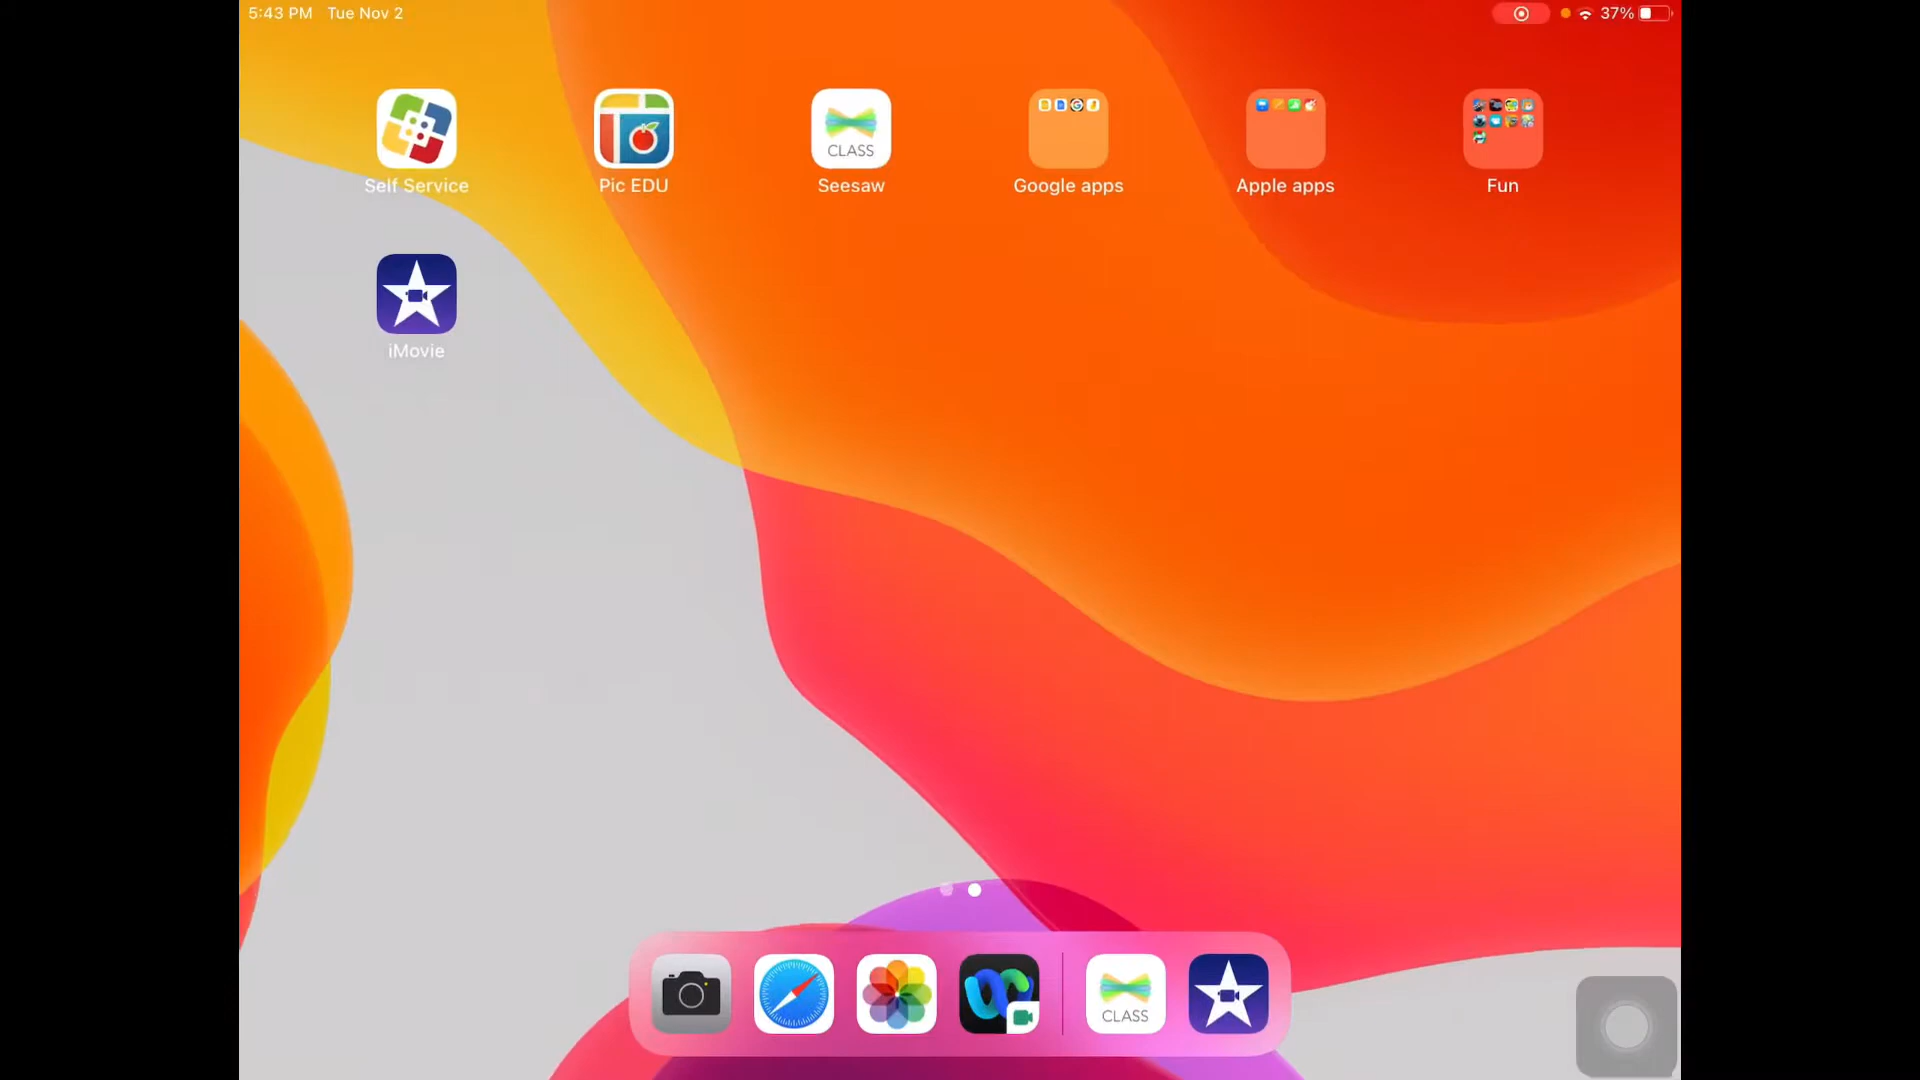 5:43 PM Tue Nov 2
37%
CLASS
Self Service
Pic EDU
Seesaw
Google apps
Apple apps
Fun
iMovie
CLASS